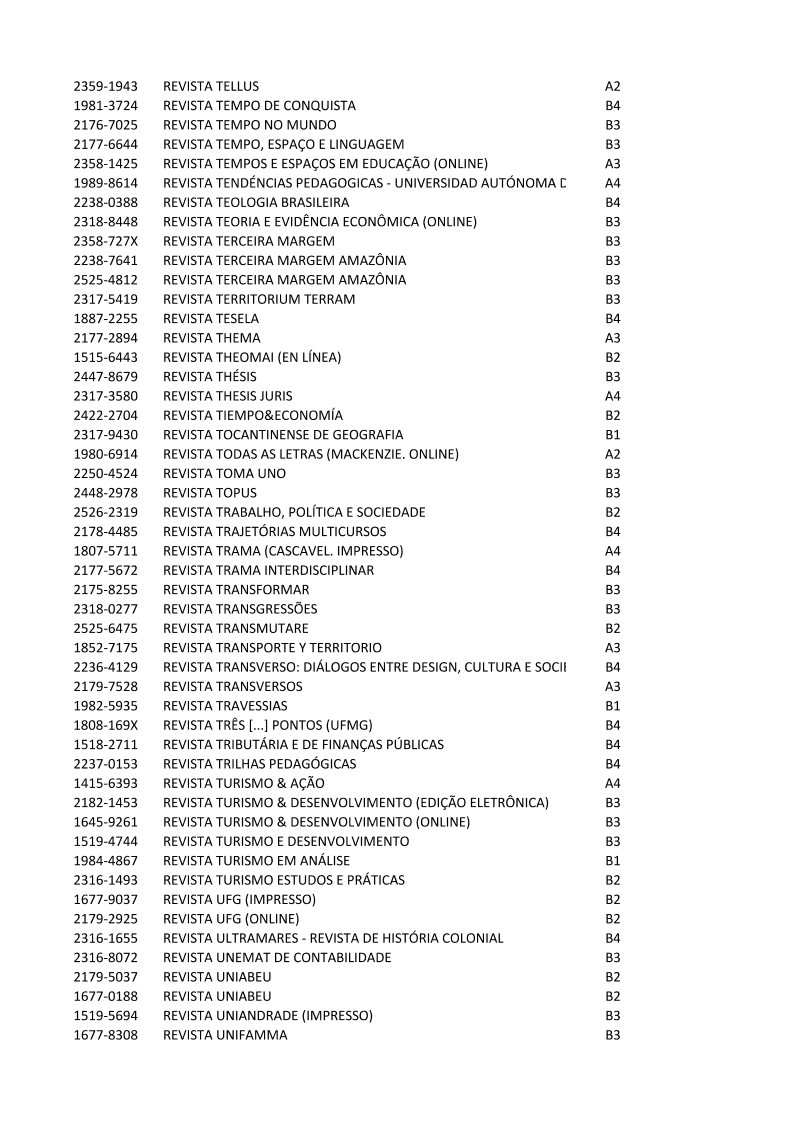 2359-1943 REVISTA TELLUS A2
1981-3724 REVISTA TEMPO DE CONQUISTA B4
2176-7025 REVISTA TEMPO NO MUNDO B3
2177-6644 REVISTA TEMPO, ESPAÇO E LINGUAGEM B3
2358-1425 REVISTA TEMPOS E ESPAÇOS EM EDUCAÇÃO (ONLINE) A3
1989-8614 REVISTA TENDÉNCIAS PEDAGOGICAS - UNIVERSIDAD AUTÓNOMA D A4
2238-0388 REVISTA TEOLOGIA BRASILEIRA B4
2318-8448 REVISTA TEORIA E EVIDÊNCIA ECONÔMICA (ONLINE) B3
2358-727X REVISTA TERCEIRA MARGEM B3
2238-7641 REVISTA TERCEIRA MARGEM AMAZÔNIA B3
2525-4812 REVISTA TERCEIRA MARGEM AMAZÔNIA B3
2317-5419 REVISTA TERRITORIUM TERRAM B3
1887-2255 REVISTA TESELA B4
2177-2894 REVISTA THEMA A3
1515-6443 REVISTA THEOMAI (EN LÍNEA) B2
2447-8679 REVISTA THÉSIS B3
2317-3580 REVISTA THESIS JURIS A4
2422-2704 REVISTA TIEMPO&ECONOMÍA B2
2317-9430 REVISTA TOCANTINENSE DE GEOGRAFIA B1
1980-6914 REVISTA TODAS AS LETRAS (MACKENZIE. ONLINE) A2
2250-4524 REVISTA TOMA UNO B3
2448-2978 REVISTA TOPUS B3
2526-2319 REVISTA TRABALHO, POLÍTICA E SOCIEDADE B2
2178-4485 REVISTA TRAJETÓRIAS MULTICURSOS B4
1807-5711 REVISTA TRAMA (CASCAVEL. IMPRESSO) A4
2177-5672 REVISTA TRAMA INTERDISCIPLINAR B4
2175-8255 REVISTA TRANSFORMAR B3
2318-0277 REVISTA TRANSGRESSÕES B3
2525-6475 REVISTA TRANSMUTARE B2
1852-7175 REVISTA TRANSPORTE Y TERRITORIO A3
2236-4129 REVISTA TRANSVERSO: DIÁLOGOS ENTRE DESIGN, CULTURA E SOCIE B4
2179-7528 REVISTA TRANSVERSOS A3
1982-5935 REVISTA TRAVESSIAS B1
1808-169X REVISTA TRÊS [...] PONTOS (UFMG) B4
1518-2711 REVISTA TRIBUTÁRIA E DE FINANÇAS PÚBLICAS B4
2237-0153 REVISTA TRILHAS PEDAGÓGICAS B4
1415-6393 REVISTA TURISMO & AÇÃO A4
2182-1453 REVISTA TURISMO & DESENVOLVIMENTO (EDIÇÃO ELETRÔNICA) B3
1645-9261 REVISTA TURISMO & DESENVOLVIMENTO (ONLINE) B3
1519-4744 REVISTA TURISMO E DESENVOLVIMENTO B3
1984-4867 REVISTA TURISMO EM ANÁLISE B1
2316-1493 REVISTA TURISMO ESTUDOS E PRÁTICAS B2
1677-9037 REVISTA UFG (IMPRESSO) B2
2179-2925 REVISTA UFG (ONLINE) B2
2316-1655 REVISTA ULTRAMARES - REVISTA DE HISTÓRIA COLONIAL B4
2316-8072 REVISTA UNEMAT DE CONTABILIDADE B3
2179-5037 REVISTA UNIABEU B2
1677-0188 REVISTA UNIABEU B2
1519-5694 REVISTA UNIANDRADE (IMPRESSO) B3
1677-8308 REVISTA UNIFAMMA B3